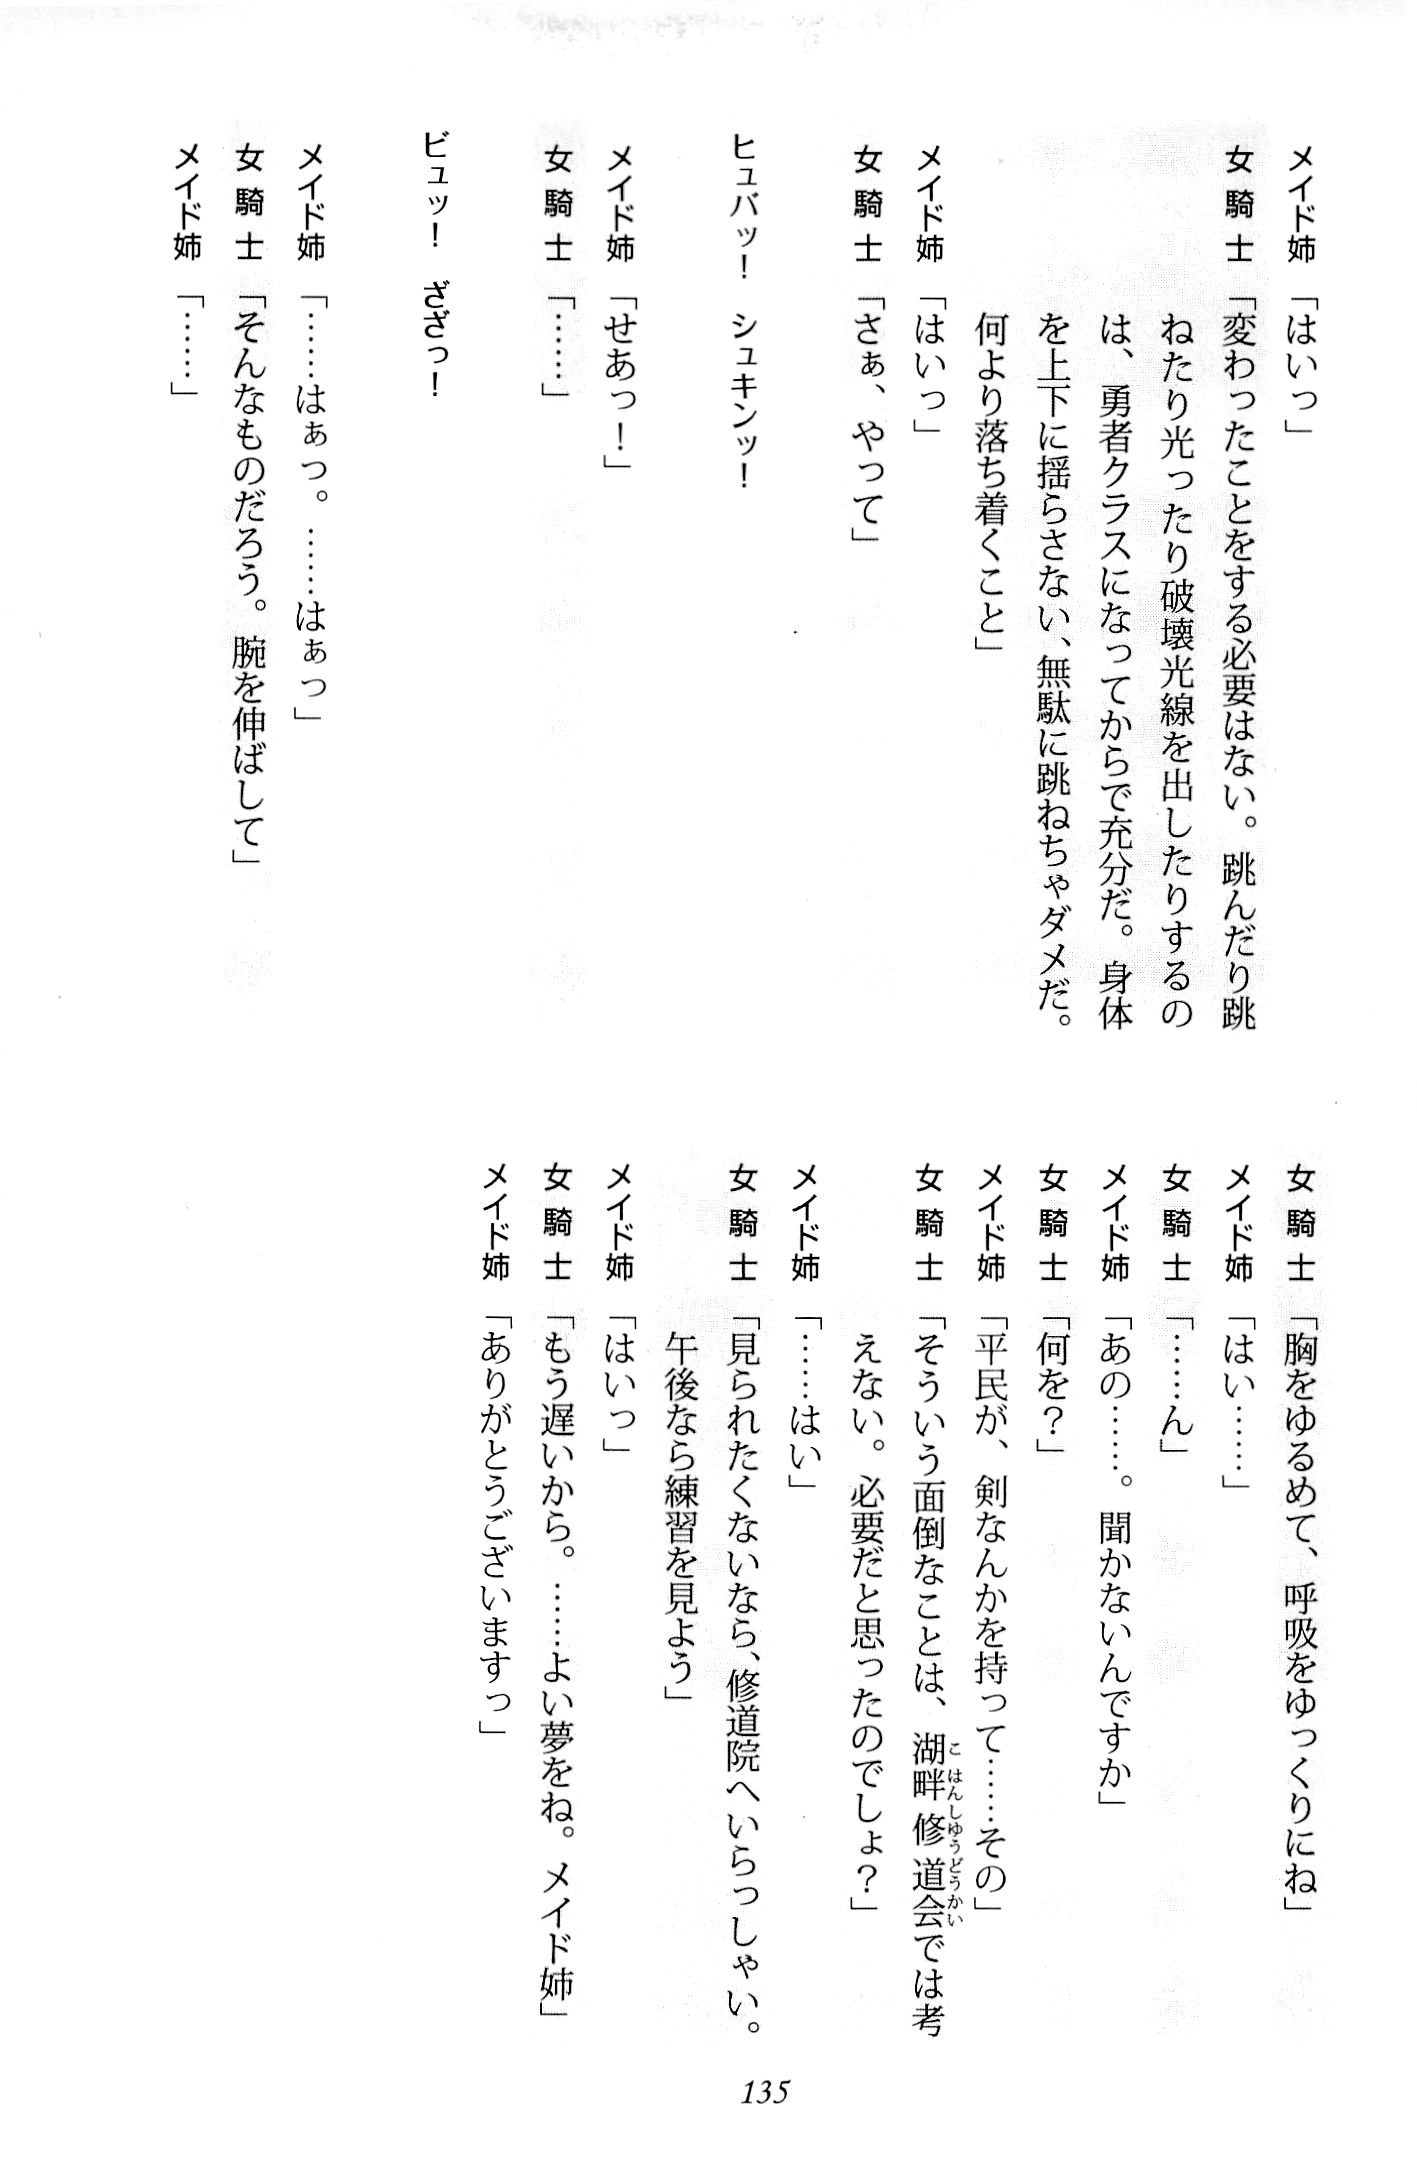 メイド姉「はいっ」
女騎士「変わったことをする必要はない。跳んだり跳
ねたり光ったり破壊光線を出したりするの
は、勇者クラスになってからで充分だ。身体
を上下に揺らさない、無駄に跳ねちゃダメだ。
何より落ち着くこと」
メイド姉「はいっ」
女騎士「さぁ、やって」
ヒュバッ！　シュキンッ！
メイド姉「せあっ！」
女騎士「……」
ビュッ！　ざざっ！
メイド姉「……はぁっ。……はぁっ」
女騎士「そんなものだろう。腕を伸ばして」
メイド姉「……」
女騎士「胸をゆるめて、呼吸をゆっくりにね」
メイド姉「はい……」
女騎士「……ん」
メイド姉「あの……。聞かないんですか」
女騎士「何を？」
メイド姉「平民が、剣なんかを持って……その」
女騎士「そういう面倒なことは、湖畔修道会では考
こはんしゆうどうかい
えない。必要だと思ったのでしょ？」
メイド姉「……はい」
女騎士「見られたくないなら、修道院へいらっしゃい。
午後なら練習を見よう」
メイド姉「はいっ」
女騎士「もう遅いから。……よい夢をね。メイド姉」
メイド姉「ありがとうございますっ」
135